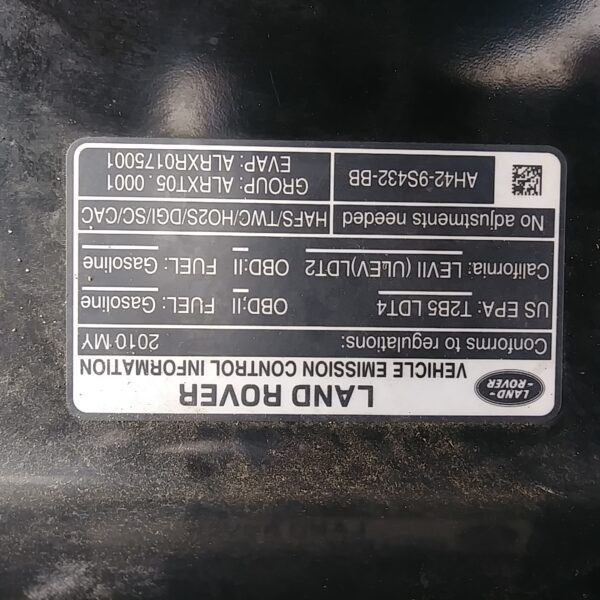 LAND ROVER
VEHICLE EMISSION CONTROL INFORMATION
LAND-
-ROVER
Conforms to regulations: 2010 MY
US EPA: T2B5 LDT4 OBD:II FUEL: Gasoline
California: LEVII (ULEV)LDT2 OBD:II FUEL: Gasoline
No adjustments needed HAFS/TWC/HO2S/DGI/SC/CAC
AH42-9S432-BB
GROUP: ALRXT05.0001
EVAP: ALRXR0175001